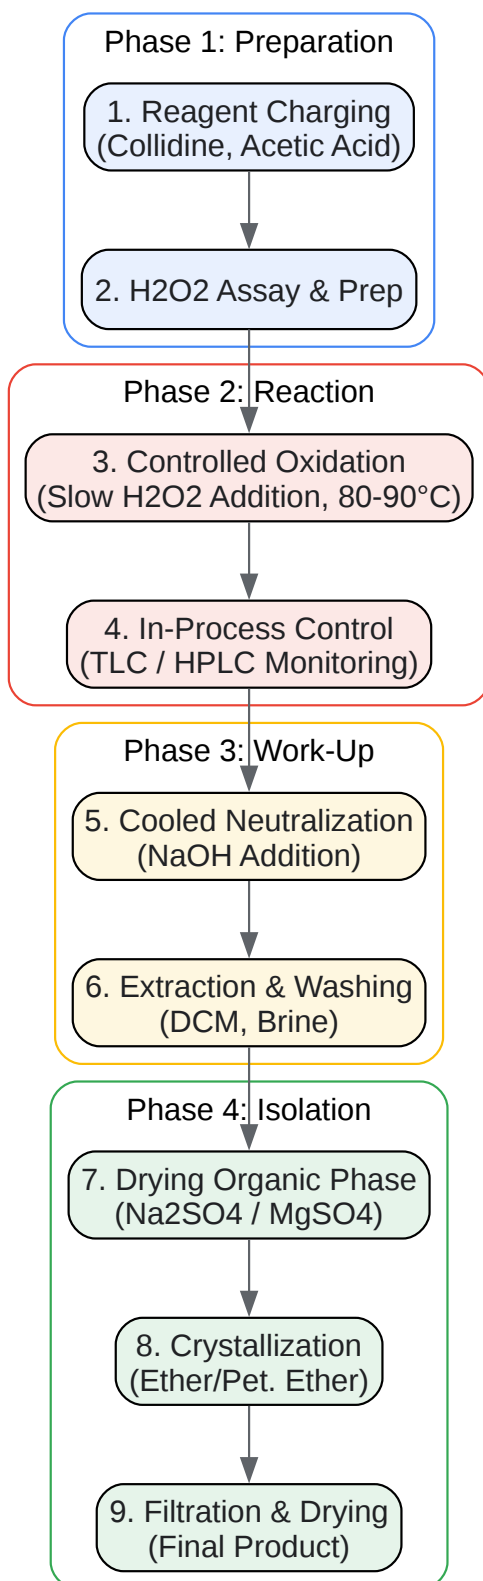 Phase 1: Preparation
1. Reagent Charging
(Collidine, Acetic Acid)
2. H2O2 Assay & Prep
Phase 2: Reaction
3. Controlled Oxidation
(Slow H2O2 Addition, 80-90°C)
4. In-Process Control
(TLC / HPLC Monitoring)
Phase 3: Work-Up
5. Cooled Neutralization
(NaOH Addition)
6. Extraction & Washing
(DCM, Brine)
Phase 4: Isolation
7. Drying Organic Phase
(Na2SO4 / MgSO4)
8. Crystallization
(Ether/Pet. Ether)
9. Filtration & Drying
(Final Product)